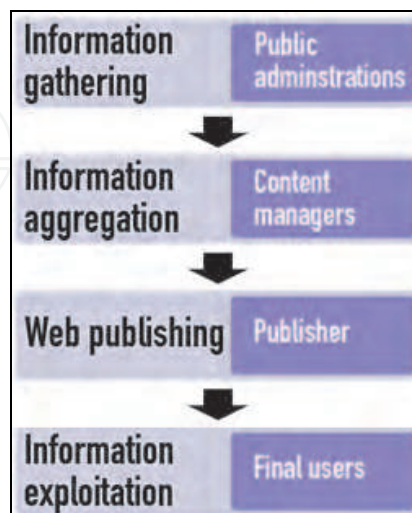 Information
gathering
Public
adminstrations
Information
aggregation
Content
managers
Web publishing
Publisher
Information
exploitation
Final users